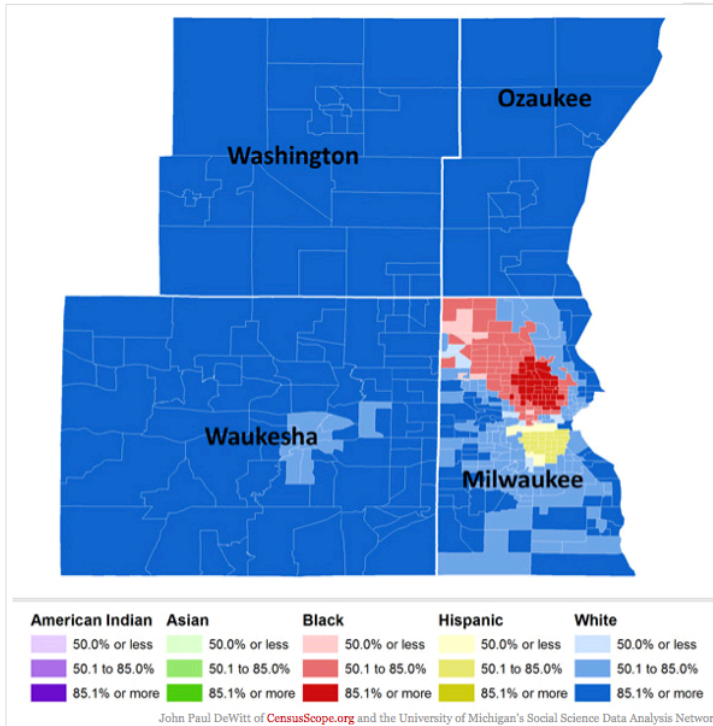 Ozaukee
Washington
Waukesha
Milwaukee
American Indian Asian Black Hispanic White
50.0% or less 50.0% or less 50.0% or less 50.0% or less 50.0% or less
50.1 to 85.0% 50.1 to 85.0% 50.1 to 85.0% 50.1 to 85.0% 50.1 to 85.0%
85.1% or more 85.1% or more 85.1% or more 85.1% or more 85.1% or more
John Paul DeWitt of CensusScope.org and the University of Michigan's Social Science Data Analysis Networ